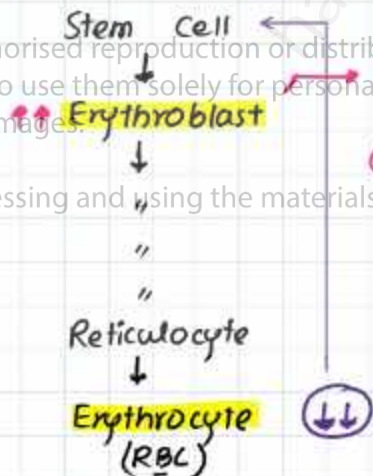 Stem Cell ←
↓
orised reproduction or distrib
o use them solely for persona
↑↑ Erythroblast →
mages.
↓
ssing and using the materials
〃
〃
〃
Reticulocyte
↓
Erythrocyte ↓↓
(RBC)